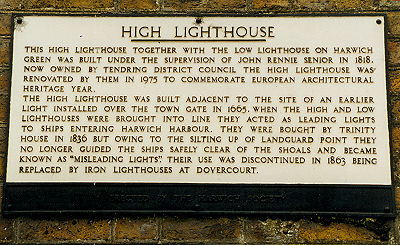 HIGH LIGHTHOUSE
THIS HIGH LIGHTHOUSE TOGETHER WITH THE LOW LIGHTHOUSE ON HARWICH
GREEN WAS BUILT UNDER THE SUPERVISION OF JOHN RENNIE SENIOR IN 1818.
NOW OWNED BY TENDRING DISTRICT COUNCIL THE HIGH LIGHTHOUSE WAS
RENOVATED BY THEM IN 1975 TO COMMEMORATE EUROPEAN ARCHITECTURAL
HERITAGE YEAR.
THE HIGH LIGHTHOUSE WAS BUILT ADJACENT TO THE SITE OF AN EARLIER
LIGHT INSTALLED OVER THE TOWN GATE IN 1665. WHEN THE HIGH AND LOW
LIGHTHOUSES WERE BROUGHT INTO LINE THEY ACTED AS LEADING LIGHTS
TO SHIPS ENTERING HARWICH HARBOUR. THEY WERE BOUGHT BY TRINITY
HOUSE IN 1836 BUT OWING TO THE SILTING UP OF LANDGUARD POINT THEY
NO LONGER GUIDED THE SHIPS SAFELY CLEAR OF THE SHOALS AND BECAME
KNOWN AS "MISLEADING LIGHTS". THEIR USE WAS DISCONTINUED IN 1863 BEING
REPLACED BY IRON LIGHTHOUSES AT DOVERCOURT.